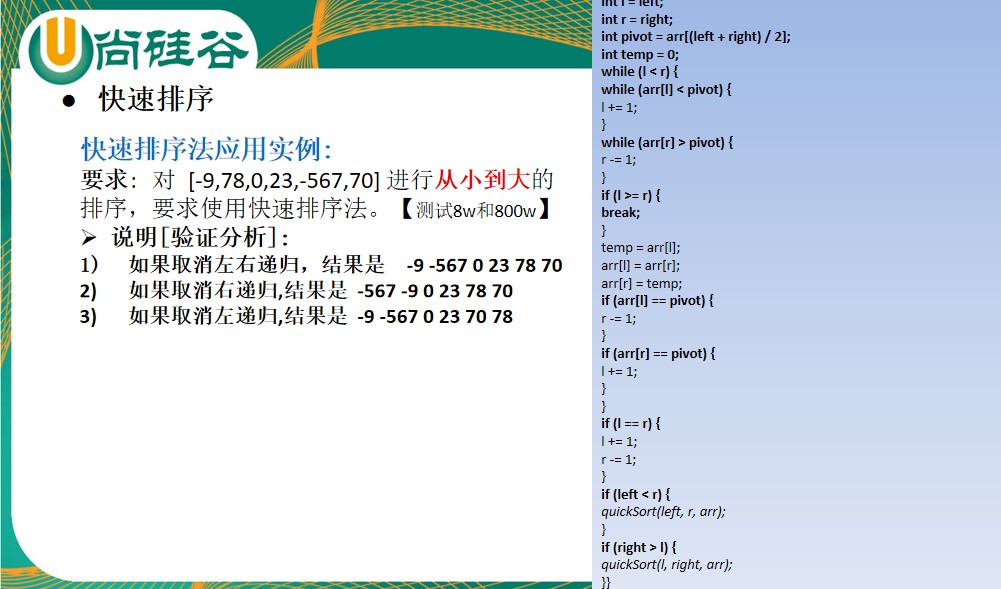 尚硅谷
● 快速排序
快速排序法应用实例:
要求: 对 [-9,78,0,23,-567,70] 进行从小到大的
排序，要求使用快速排序法。【测试8w和800w】
➢ 说明[验证分析]:
1) 如果取消左右递归，结果是 -9 -567 0 23 78 70
2) 如果取消右递归,结果是 -567 -9 0 23 78 70
3) 如果取消左递归,结果是 -9 -567 0 23 70 78
int l = left;
int r = right;
int pivot = arr[(left + right) / 2];
int temp = 0;
while (l < r) {
while (arr[l] < pivot) {
l += 1;
}
while (arr[r] > pivot) {
r -= 1;
}
if (l >= r) {
break;
}
temp = arr[l];
arr[l] = arr[r];
arr[r] = temp;
if (arr[l] == pivot) {
r -= 1;
}
if (arr[r] == pivot) {
l += 1;
}
}
if (l == r) {
l += 1;
r -= 1;
}
if (left < r) {
quickSort(left, r, arr);
}
if (right > l) {
quickSort(l, right, arr);
}}